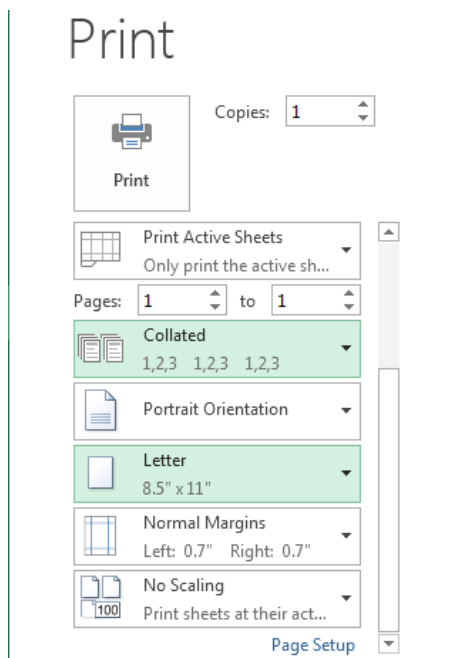 Print
Copies: 1
Print
Print Active Sheets
Only print the active sh...
Pages: 1 to 1
Collated
1,2,3 1,2,3 1,2,3
Portrait Orientation
Letter
8.5" x 11"
Normal Margins
Left: 0.7" Right: 0.7"
No Scaling
100
Print sheets at their act...
Page Setup